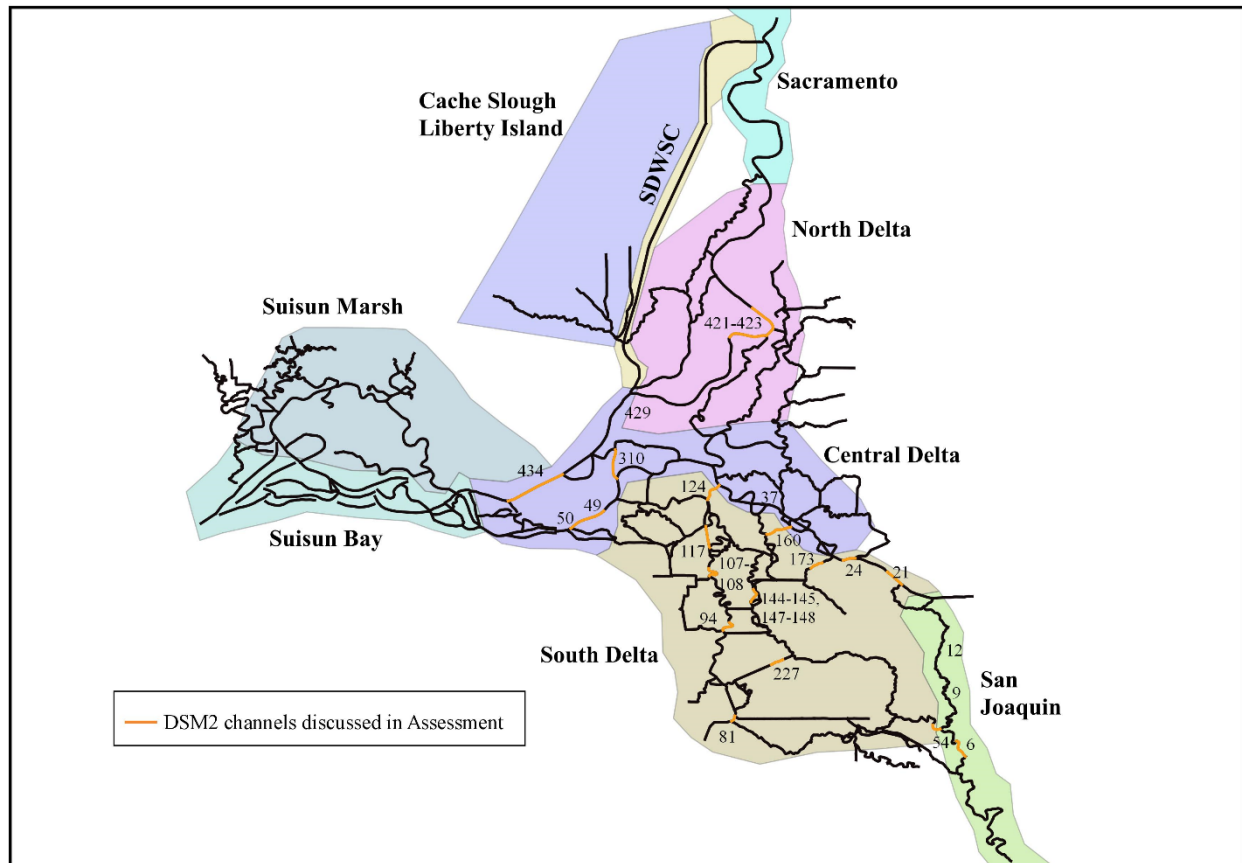 Sacramento
Cache Slough
Liberty Island
SDWSC
North Delta
Suisun Marsh
421-423
429
Central Delta
434
310
124
37
49
50
160
Suisun Bay
117
107-
108
173
24
21
144-145,
147-148
94
South Delta
12
227
9
San
Joaquin
DSM2 channels discussed in Assessment
81
54
6